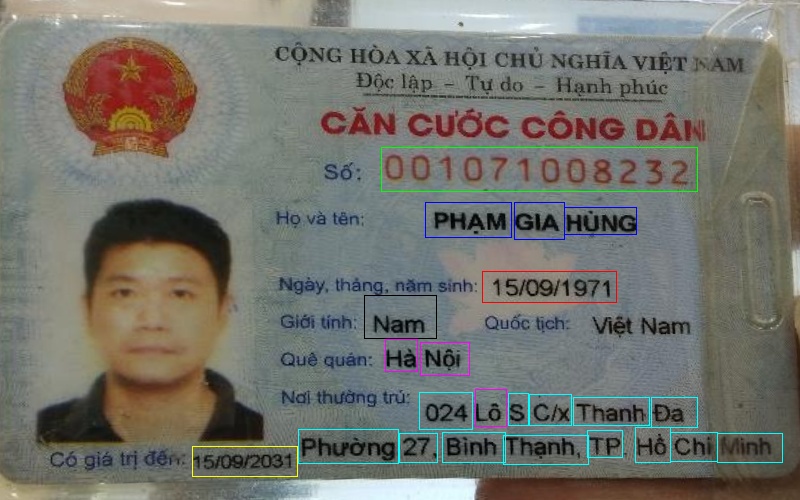 CỘNG HÒA XÃ HỘI CHỦ NGHĨA VIỆT NAM
Độc lập - Tự do - Hạnh phúc
CĂN CƯỚC CÔNG DÂN
Số: 001071008232
Họ và tên: PHẠM GIA HÙNG
Ngày, tháng, năm sinh: 15/09/1971
Giới tính: Nam Quốc tịch: Việt Nam
Quê quán: Hà Nội
Nơi thường trú: 024 Lô S C/x Thanh Đa
Phường 27, Bình Thạnh, TP. Hồ Chí Minh
Có giá trị đến: 15/09/2031